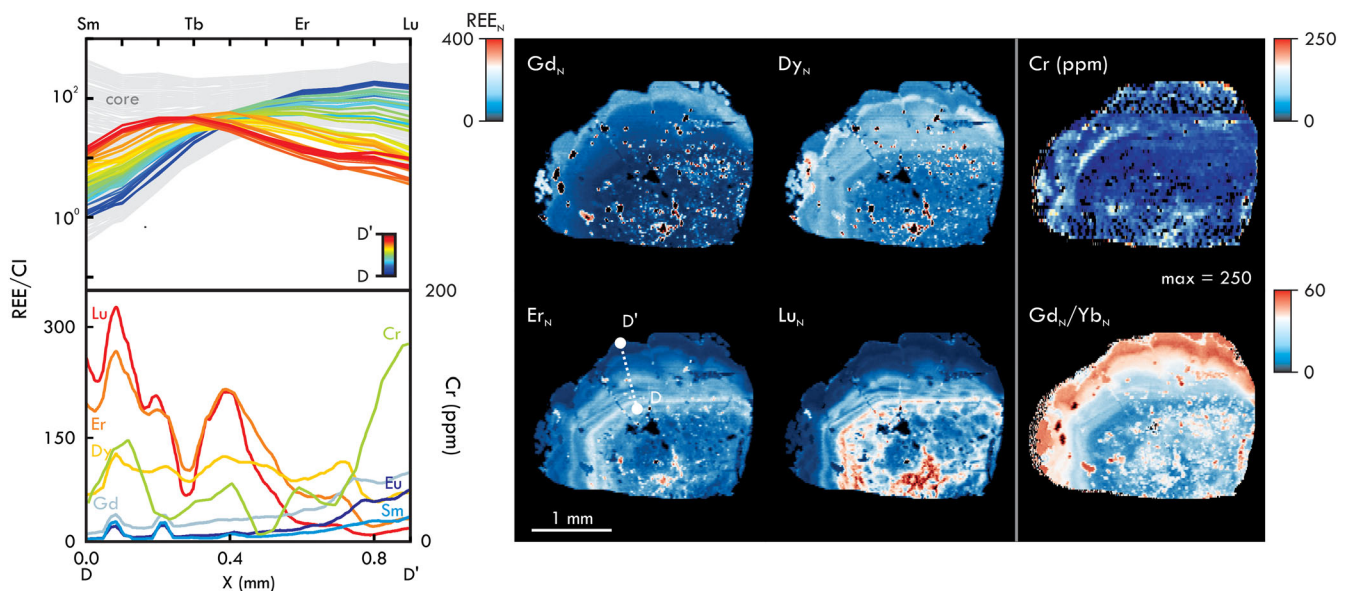 Sm Tb Er Lu
10²
core
10⁰
D'
D
REE/CI
200
300
150
0
Lu
Er
Dy
Gd
Cr
Eu
Sm
Cr (ppm)
0
0.0 0.4 0.8
D X (mm) D'
REE_N
400
0
Gd_N
Dy_N
Cr (ppm)
250
0
max = 250
Er_N
D'
D
1 mm
Lu_N
Gd_N/Yb_N
60
0